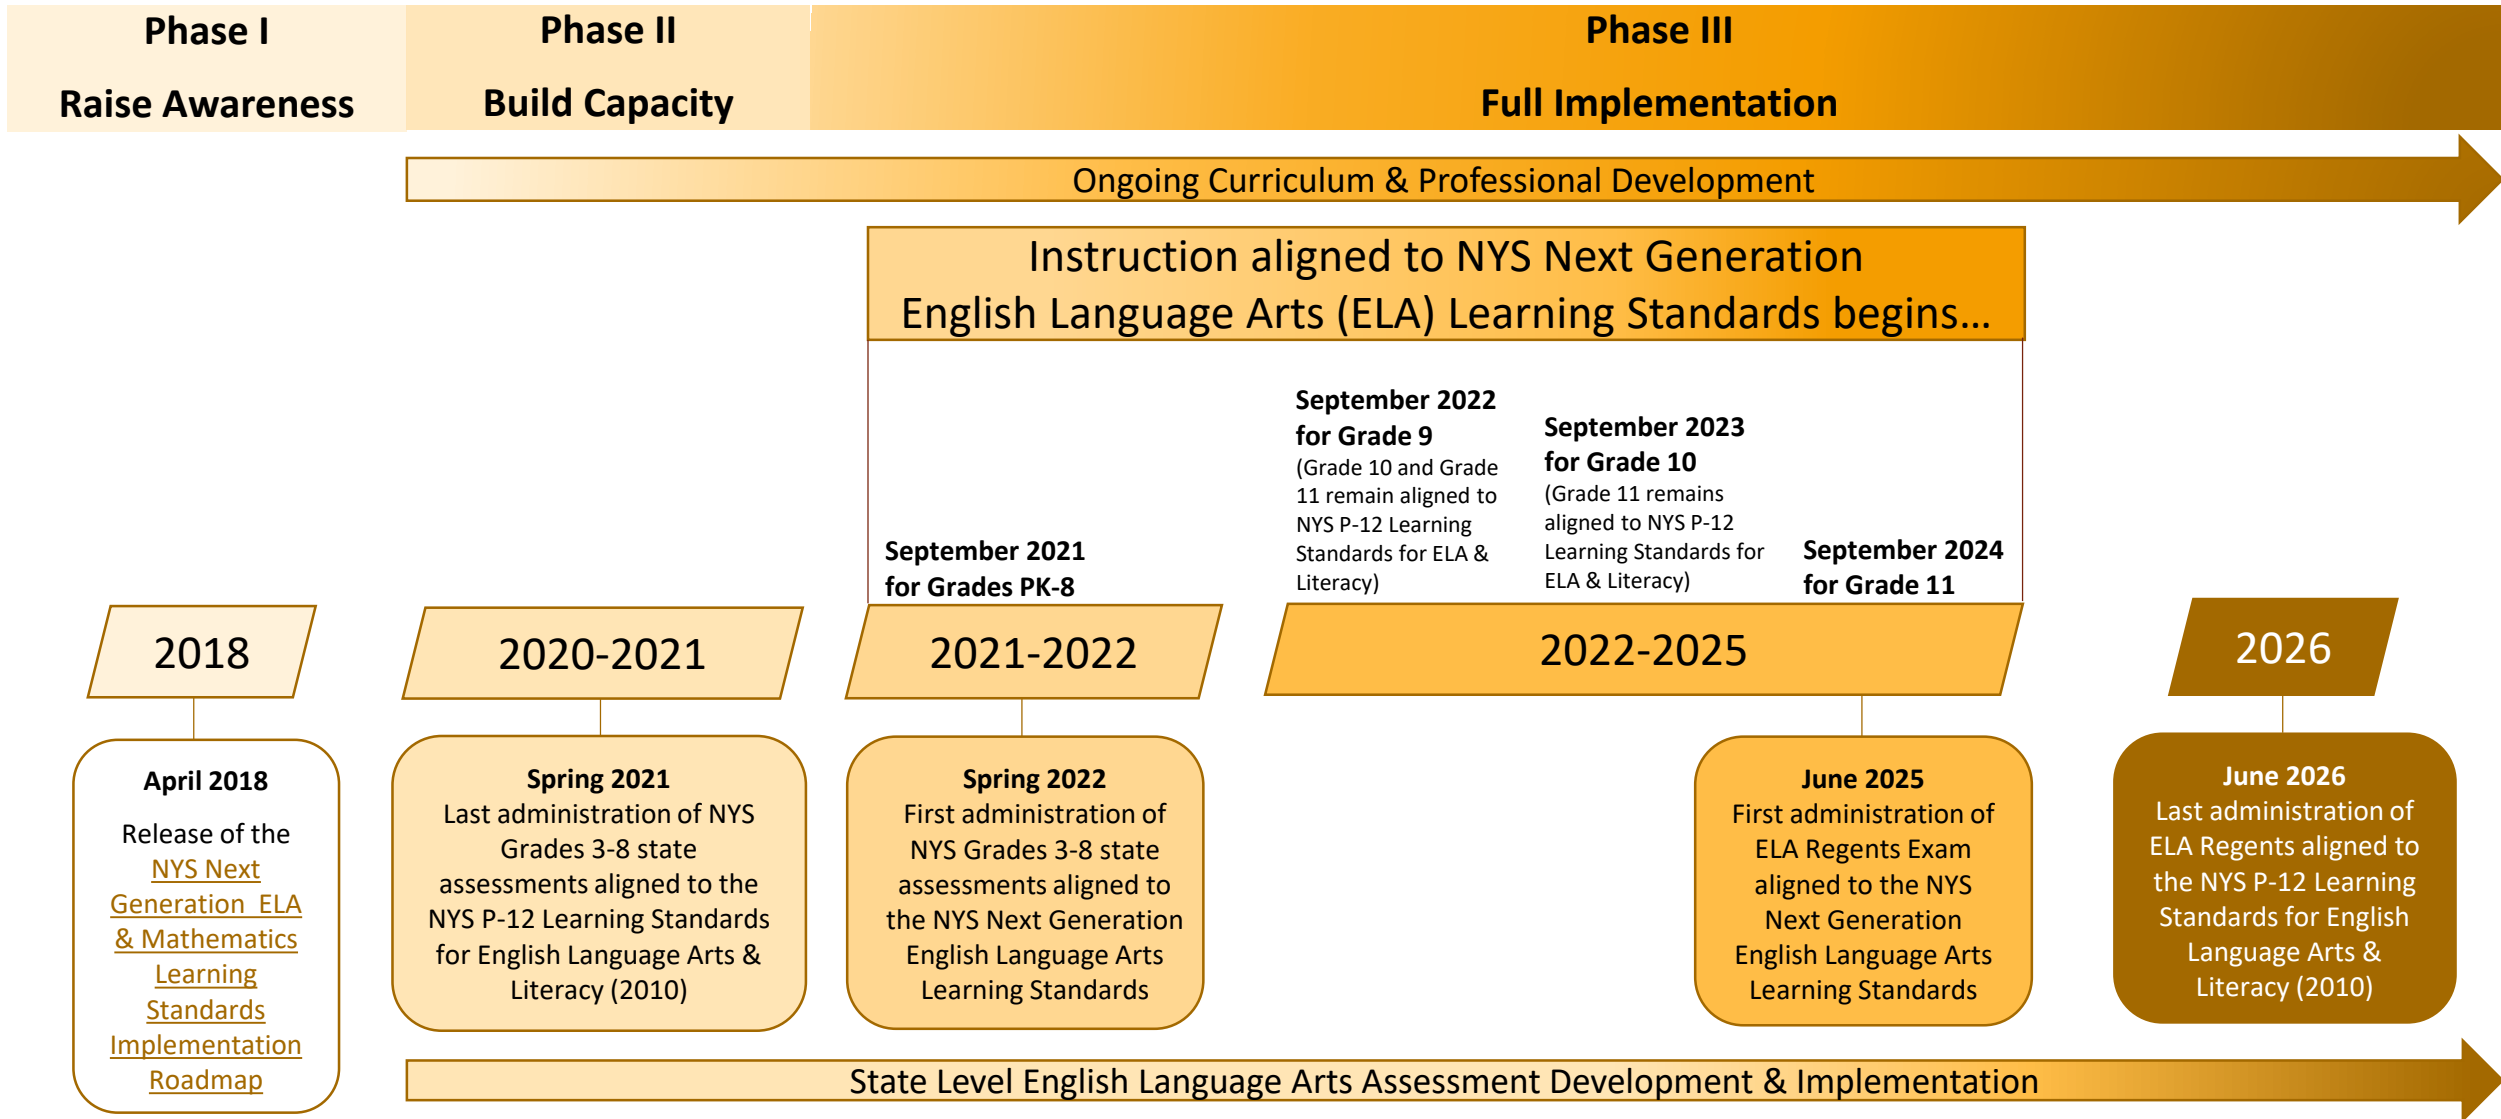 Phase I
Raise Awareness
Phase II
Build Capacity
Phase III
Full Implementation
Ongoing Curriculum & Professional Development
Instruction aligned to NYS Next Generation
English Language Arts (ELA) Learning Standards begins...
September 2021
for Grades PK-8
September 2022
for Grade 9
(Grade 10 and Grade
11 remain aligned to
NYS P-12 Learning
Standards for ELA &
Literacy)
September 2023
for Grade 10
(Grade 11 remains
aligned to NYS P-12
Learning Standards for
ELA & Literacy)
September 2024
for Grade 11
2018
2020-2021
2021-2022
2022-2025
2026
April 2018
Release of the
NYS Next
Generation ELA
& Mathematics
Learning
Standards
Implementation
Roadmap
Spring 2021
Last administration of NYS
Grades 3-8 state
assessments aligned to the
NYS P-12 Learning Standards
for English Language Arts &
Literacy (2010)
Spring 2022
First administration of
NYS Grades 3-8 state
assessments aligned to
the NYS Next Generation
English Language Arts
Learning Standards
June 2025
First administration of
ELA Regents Exam
aligned to the NYS
Next Generation
English Language Arts
Learning Standards
June 2026
Last administration of
ELA Regents aligned to
the NYS P-12 Learning
Standards for English
Language Arts &
Literacy (2010)
State Level English Language Arts Assessment Development & Implementation